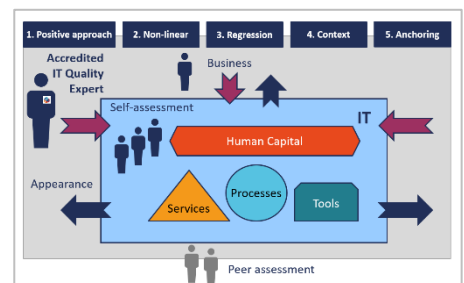 1. Positive approach
2. Non-linear
3. Regression
4. Context
5. Anchoring
Accredited
IT Quality
Expert
Business
Self-assessment
IT
Human Capital
Appearance
Services
Processes
Tools
Peer assessment